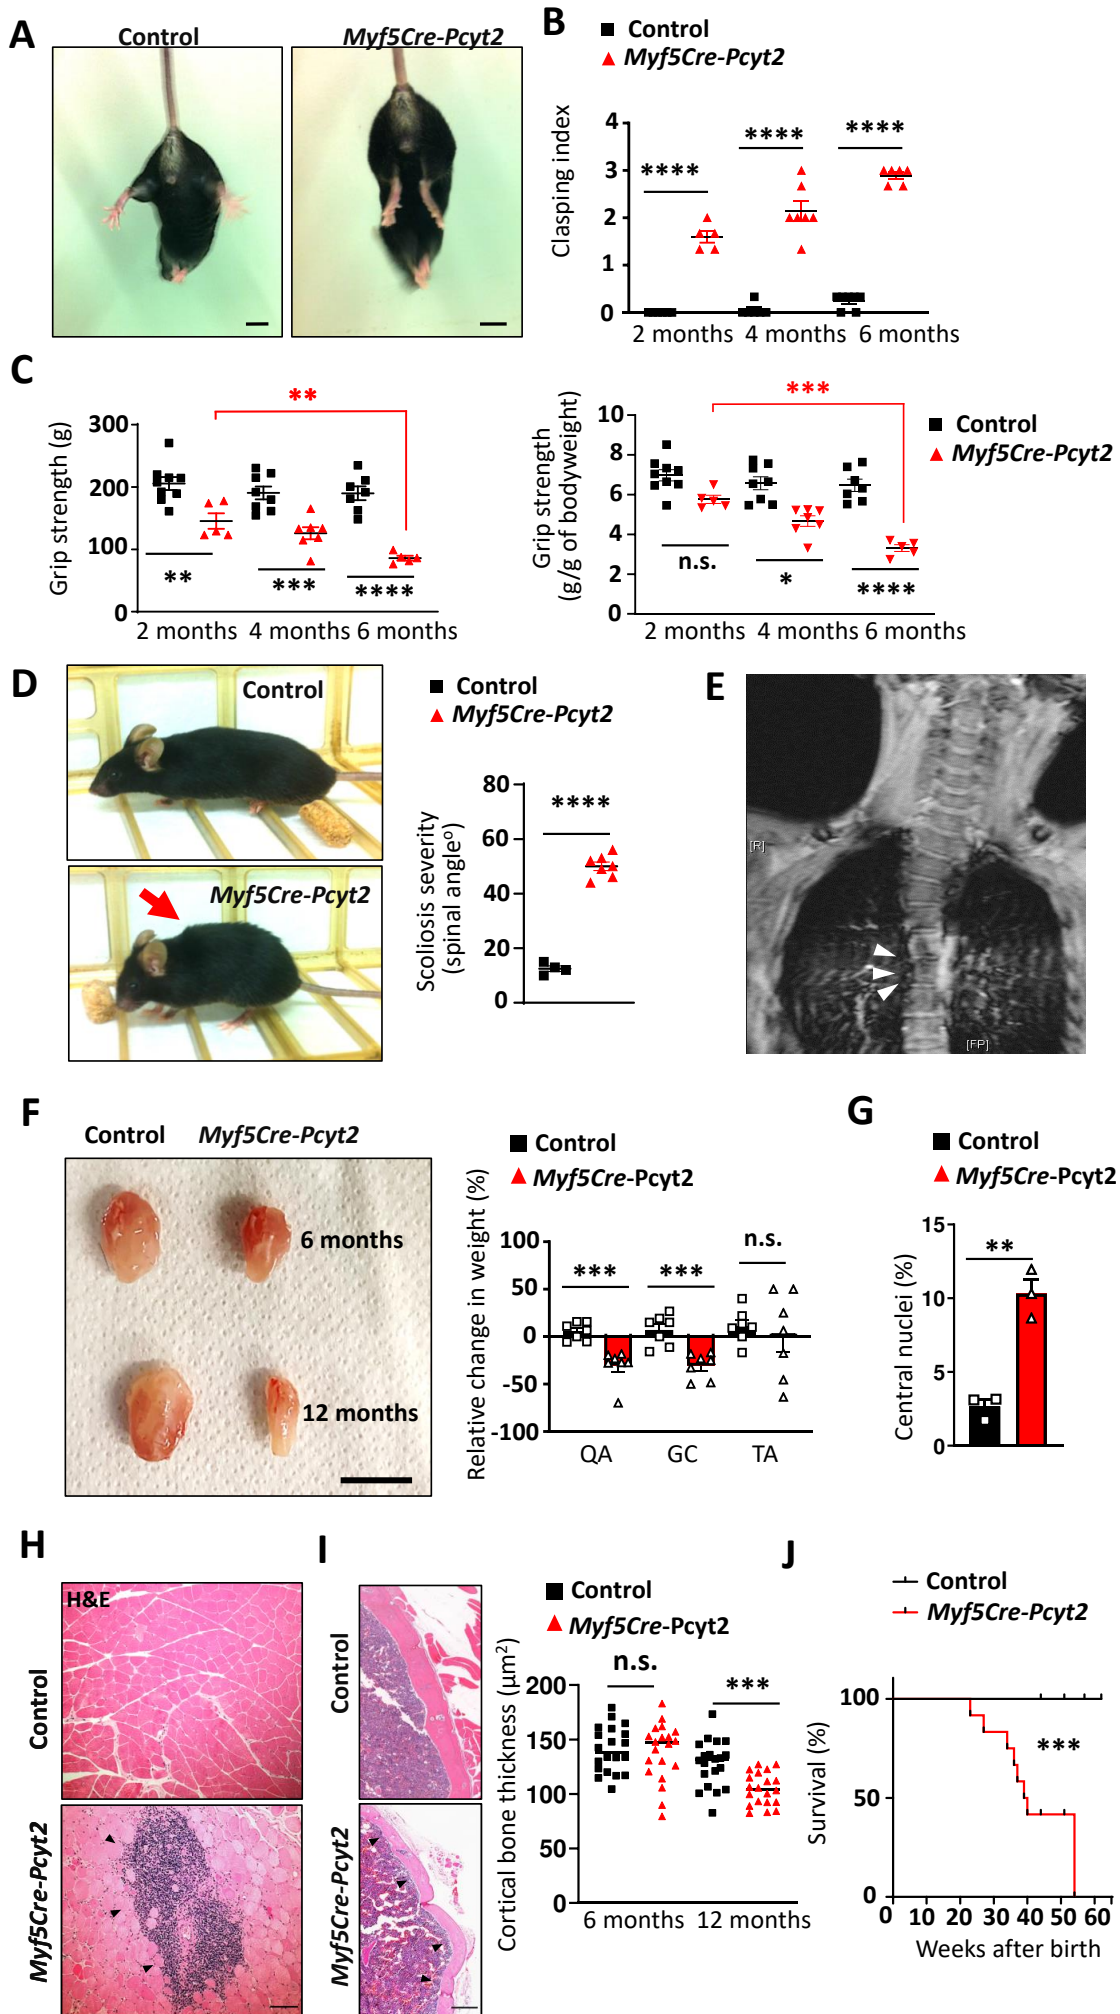 A
Control
Myf5Cre-Pcyt2
B
Control
Myf5Cre-Pcyt2
Clasping index
4
3
2
1
0
****
****
****
2 months
4 months
6 months
C
Grip strength (g)
300
200
100
0
**
**
***
****
2 months
4 months
6 months
Grip strength
(g/g of bodyweight)
10
8
6
4
2
0
***
n.s.
*
****
2 months
4 months
6 months
Control
Myf5Cre-Pcyt2
D
Control
Myf5Cre-Pcyt2
Control
Myf5Cre-Pcyt2
Scoliosis severity
(spinal angleº)
80
60
40
20
0
****
E
[R]
[FP]
F
Control
Myf5Cre-Pcyt2
6 months
12 months
Control
Myf5Cre-Pcyt2
Relative change in weight (%)
100
50
0
-50
-100
***
***
n.s.
QA
GC
TA
G
Control
Myf5Cre-Pcyt2
Central nuclei (%)
15
10
5
0
**
H
H&E
Control
Myf5Cre-Pcyt2
I
Control
Myf5Cre-Pcyt2
Control
Myf5Cre-Pcyt2
Cortical bone thickness (µm²)
200
150
100
50
0
n.s.
***
6 months
12 months
J
Control
Myf5Cre-Pcyt2
Survival (%)
100
50
0
***
0
10
20
30
40
50
60
Weeks after birth